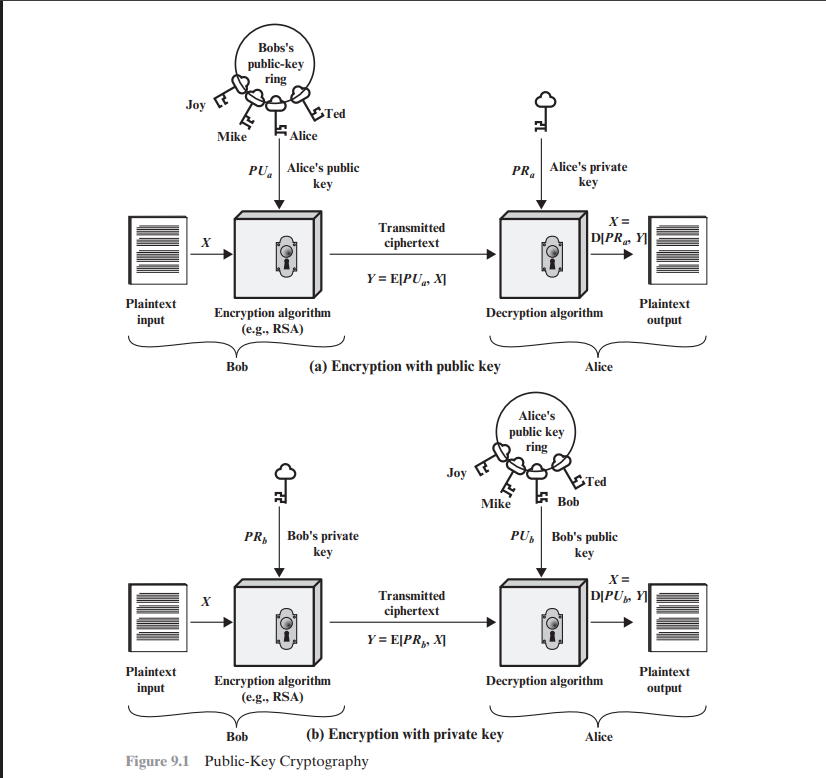 Bobs's
public-key
ring
Joy
Ted
Mike
Alice
PUa
Alice's public
key
PRa
Alice's private
key
X
Transmitted
ciphertext
X =
D[PRa, Y]
Y = E[PUa, X]
Plaintext
input
Encryption algorithm
(e.g., RSA)
Decryption algorithm
Plaintext
output
Bob
(a) Encryption with public key
Alice
Alice's
public key
ring
Joy
Ted
Mike
Bob
PRb
Bob's private
key
PUb
Bob's public
key
X
Transmitted
ciphertext
X =
D[PUb, Y]
Y = E[PRb, X]
Plaintext
input
Encryption algorithm
(e.g., RSA)
Decryption algorithm
Plaintext
output
Bob
(b) Encryption with private key
Alice
Figure 9.1 Public-Key Cryptography